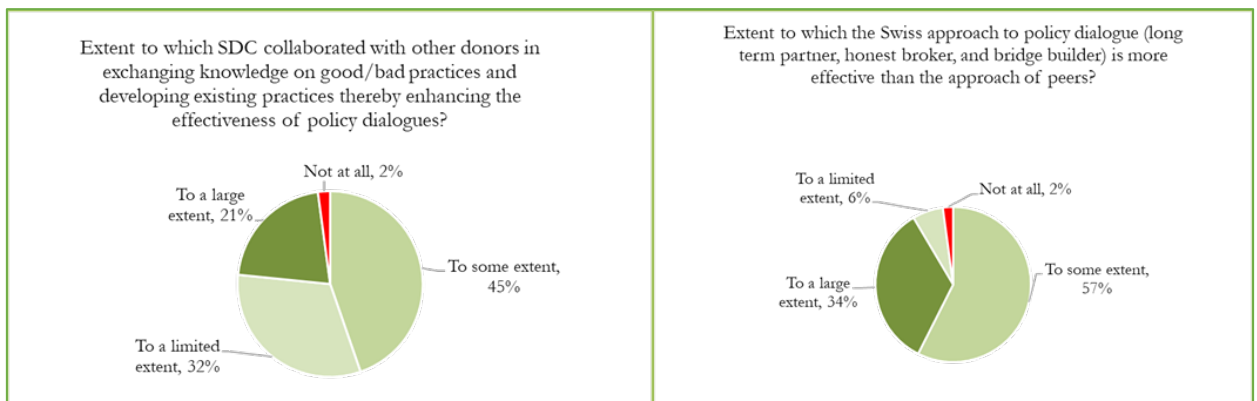 Extent to which SDC collaborated with other donors in
exchanging knowledge on good/bad practices and
developing existing practices thereby enhancing the
effectiveness of policy dialogues?
Not at all, 2%
To a large
extent, 21%
To some extent,
45%
To a limited
extent, 32%
Extent to which the Swiss approach to policy dialogue (long
term partner, honest broker, and bridge builder) is more
effective than the approach of peers?
To a limited
extent, 6%
Not at all, 2%
To a large
extent, 34%
To some extent,
57%